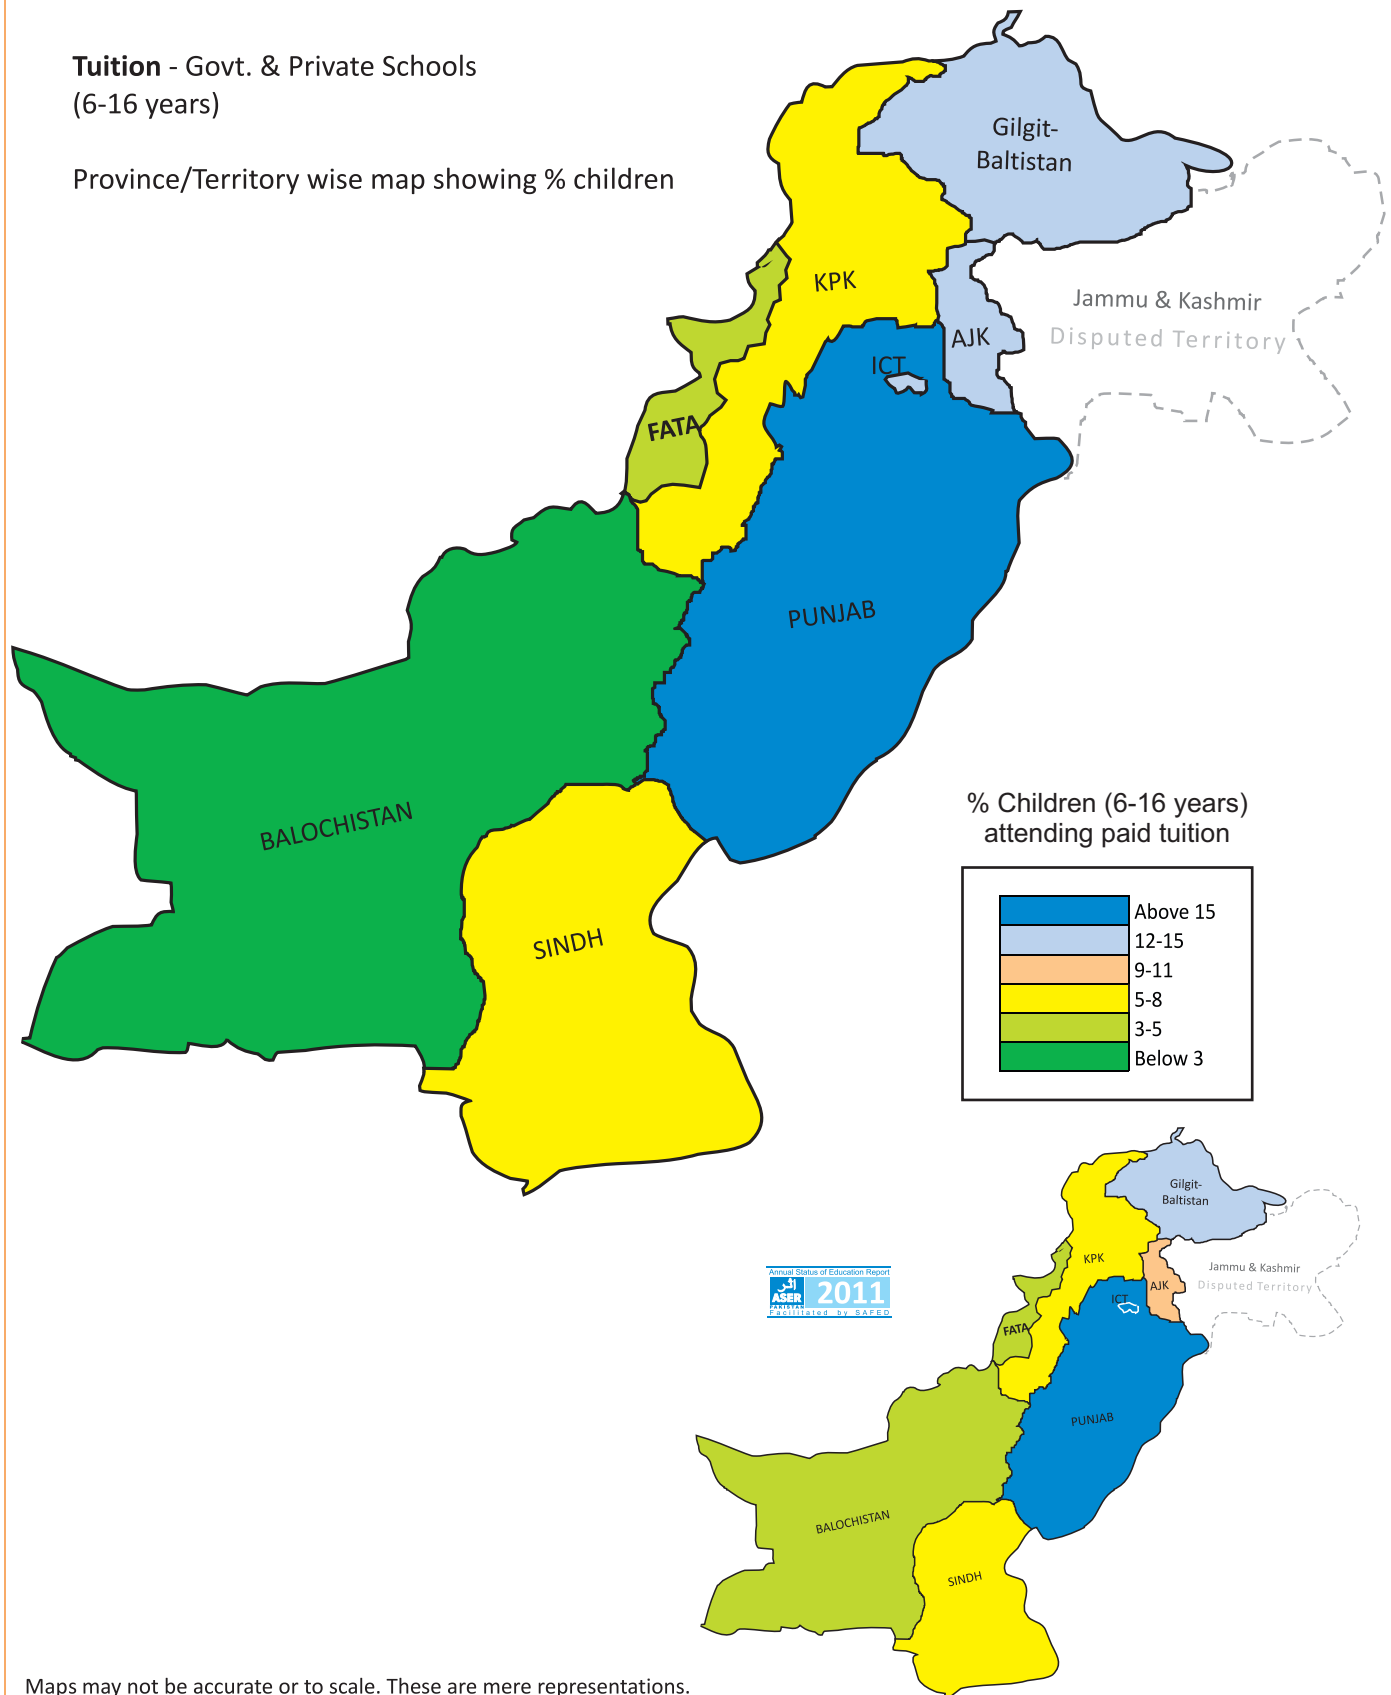 Tuition - Govt. & Private Schools
(6-16 years)
Province/Territory wise map showing % children
Gilgit-
Baltistan
KPK
Jammu & Kashmir
Disputed Territory
AJK
ICT
FATA
PUNJAB
BALOCHISTAN
SINDH
% Children (6-16 years)
attending paid tuition
Above 15
12-15
9-11
5-8
3-5
Below 3
Gilgit-
Baltistan
KPK
Jammu & Kashmir
Disputed Territory
AJK
ICT
FATA
PUNJAB
BALOCHISTAN
SINDH
Annual Status of Education Report
اثر
ASER
PAKISTAN
2011
Facilitated by SAFED
Maps may not be accurate or to scale. These are mere representations.